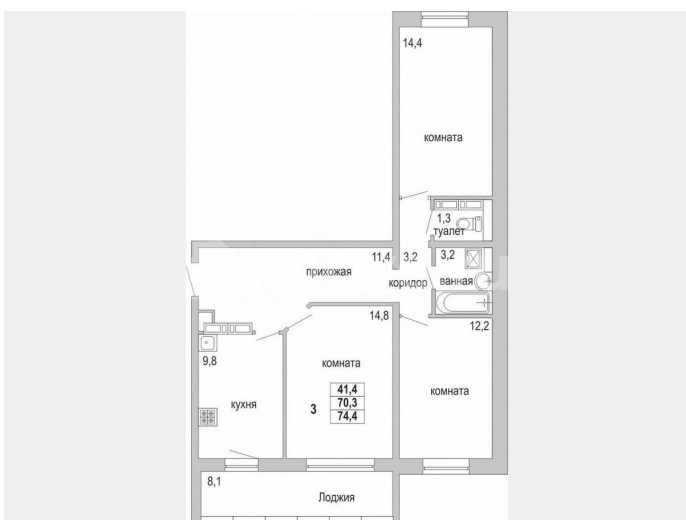 14,4
комната
1,3
туалет
11,4
3,2
3,2
прихожая
коридор
ванная
14,8
12,2
9,8
комната
комната
41,4
70,3
74,4
3
кухня
8,1
Лоджия